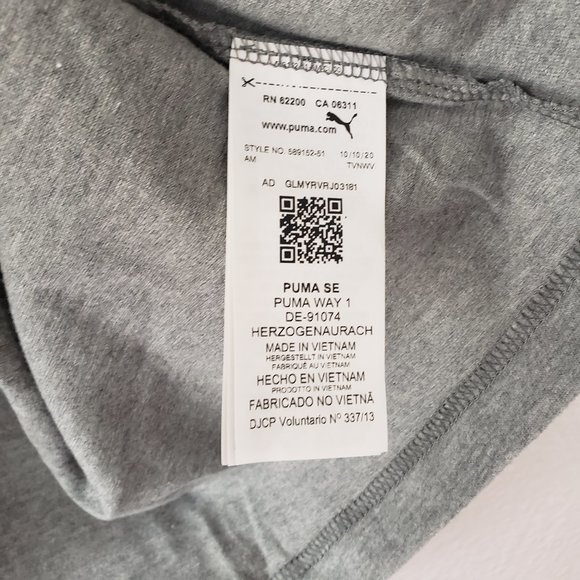 RN 62200 CA 06311
www.puma.com
STYLE NO. 589152-51 10/10/20
AM TVNWV
AD GLMYRVRJ03181
PUMA SE
PUMA WAY 1
DE-91074
HERZOGENAURACH
MADE IN VIETNAM
HERGESTELLT IN VIETNAM
FABRIQUÉ AU VIETNAM
HECHO EN VIETNAM
PRODOTTO IN VIETNAM
FABRICADO NO VIETNÃ
DJCP Voluntario Nº 337/13